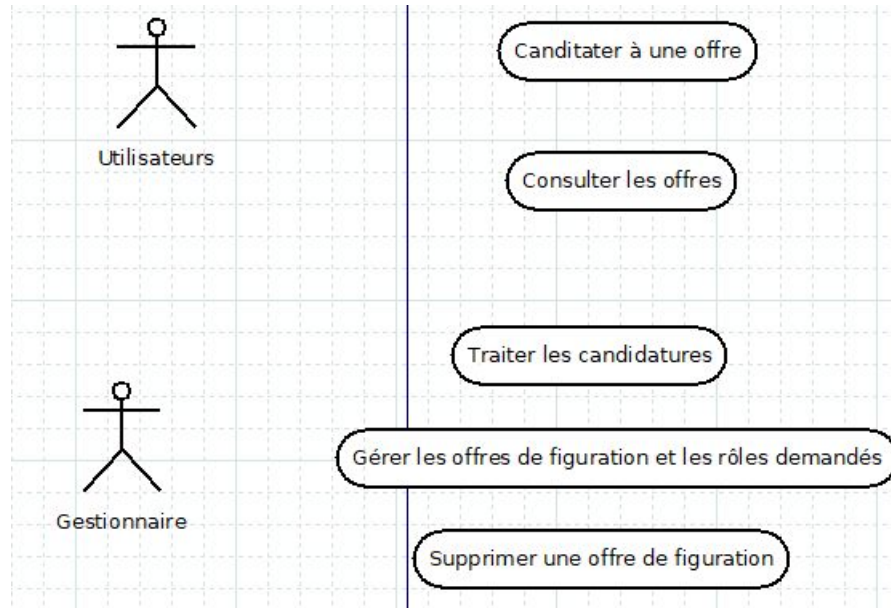 Canditater à une offre
Utilisateurs
Consulter les offres
Traiter les candidatures
Gérer les offres de figuration et les rôles demandés
Gestionnaire
Supprimer une offre de figuration